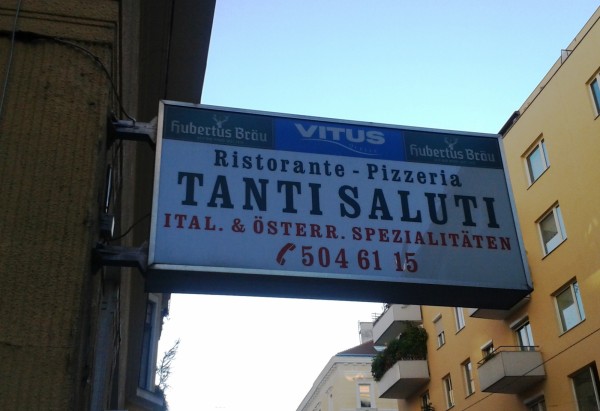 Hubertus Bräu VITUS Hubertus Bräu
Ristorante - Pizzeria
TANTI SALUTI
ITAL. & ÖSTERR. SPEZIALITÄTEN
504 61 15